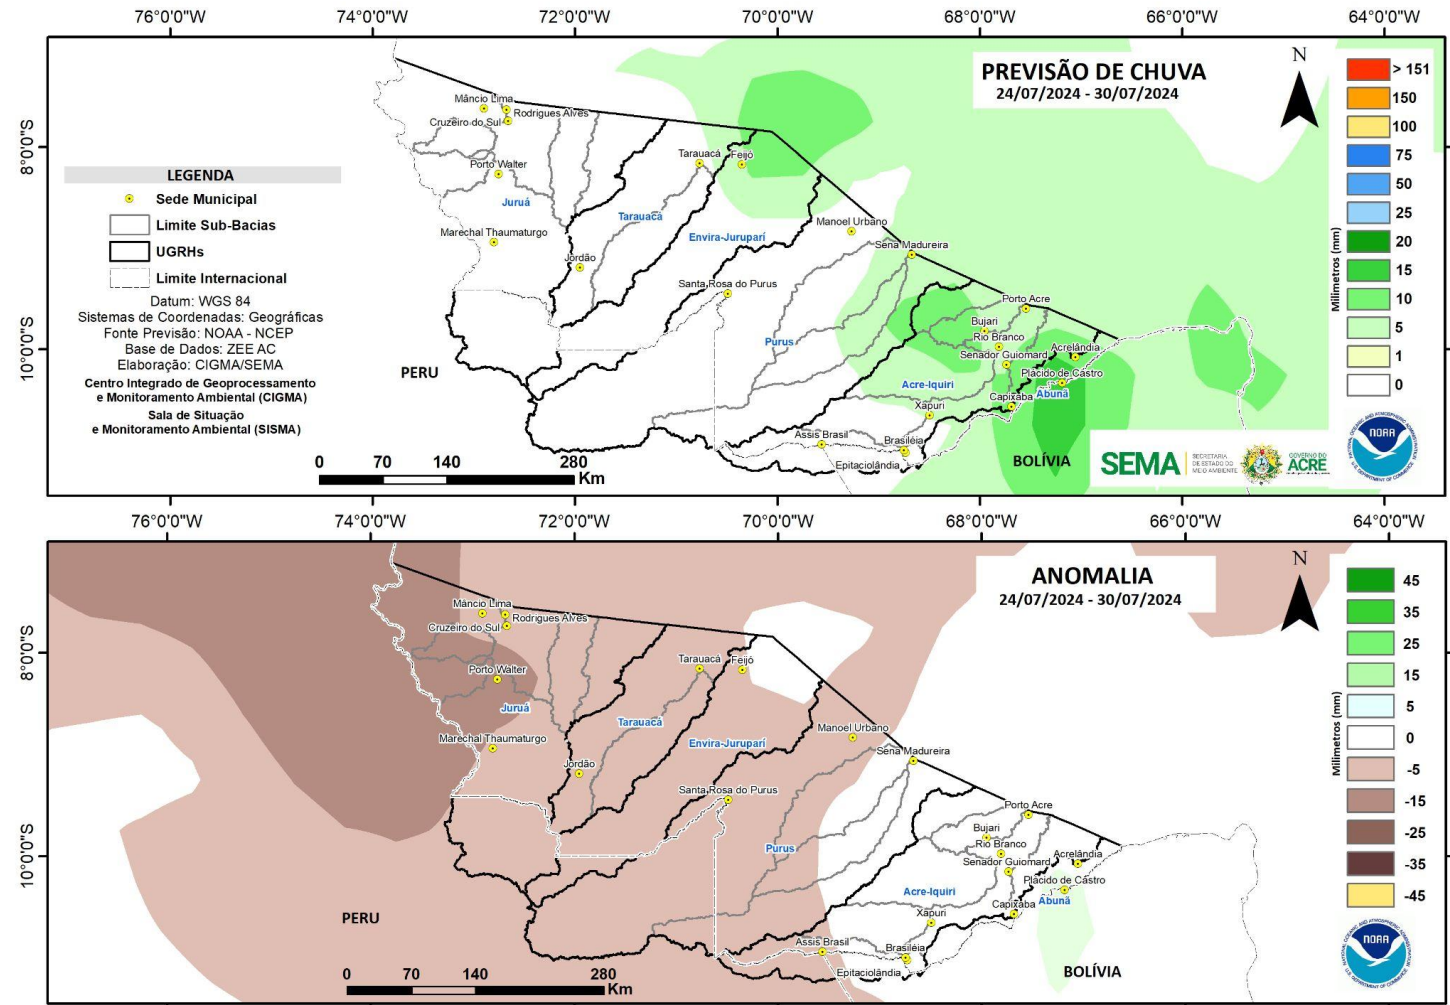 76°0'0"W 74°0'0"W 72°0'0"W 70°0'0"W 68°0'0"W 66°0'0"W 64°0'0"W
PREVISÃO DE CHUVA
24/07/2024 - 30/07/2024
N
> 151
150
100
75
50
25
20
15
10
5
1
0
Milimetros (mm)
8°0'0"S
10°0'0"S
LEGENDA
Sede Municipal
Limite Sub-Bacias
UGRHs
Limite Internacional
Datum: WGS 84
Sistemas de Coordenadas: Geográficas
Fonte Previsão: NOAA - NCEP
Base de Dados: ZEE AC
Elaboração: CIGMA/SEMA
Centro Integrado de Geoprocessamento
e Monitoramento Ambiental (CIGMA)
Sala de Situação
e Monitoramento Ambiental (SISMA)
Mâncio Lima
Rodrigues Alves
Cruzeiro do Sul
Porto Walter
Juruá
Marechal Thaumaturgo
Jordão
Tarauacá
Feijó
Tarauacá
Envira-Juruparí
Manoel Urbano
Sena Madureira
Santa Rosa do Purus
Purus
Porto Acre
Bujari
Rio Branco
Senador Guiomard
Acrelândia
Plácido de Castro
Abunã
Acre-Iquiri
Capixaba
Xapuri
Assis Brasil
Brasiléia
Epitaciolândia
PERU
BOLÍVIA
0 70 140 280
Km
SEMA
SECRETARIA
DE ESTADO DO
MEIO AMBIENTE
GOVERNO DO
ACRE
NOAA
76°0'0"W 74°0'0"W 72°0'0"W 70°0'0"W 68°0'0"W 66°0'0"W 64°0'0"W
ANOMALIA
24/07/2024 - 30/07/2024
N
45
35
25
15
5
0
-5
-15
-25
-35
-45
Milimetros (mm)
8°0'0"S
10°0'0"S
Mâncio Lima
Rodrigues Alves
Cruzeiro do Sul
Porto Walter
Juruá
Marechal Thaumaturgo
Jordão
Tarauacá
Feijó
Tarauacá
Envira-Juruparí
Manoel Urbano
Sena Madureira
Santa Rosa do Purus
Purus
Porto Acre
Bujari
Rio Branco
Senador Guiomard
Acrelândia
Plácido de Castro
Abunã
Acre-Iquiri
Capixaba
Xapuri
Assis Brasil
Brasiléia
Epitaciolândia
PERU
BOLÍVIA
0 70 140 280
Km
NOAA